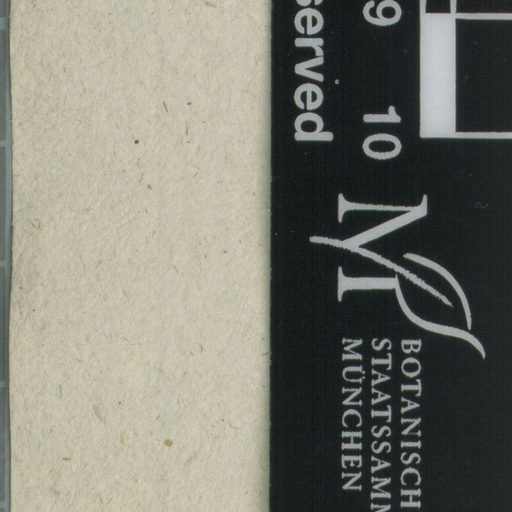 served
9 10
M
BOTANISCH
STAATSSAMM
MÜNCHEN